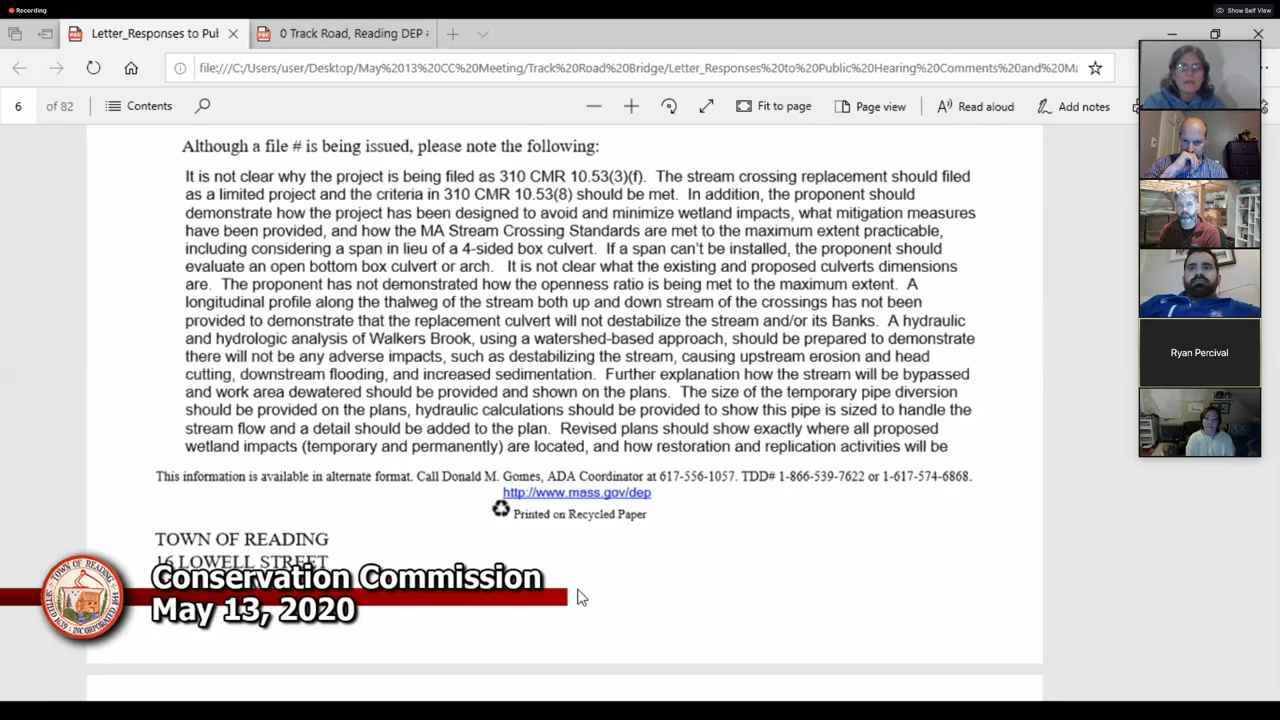 Recording
Show Self View
Letter_Responses to Pul
0 Track Road, Reading DEP
file:///C:/Users/user/Desktop/May%2013%20CC%20Meeting/Track%20Road%20Bridge/Letter_Responses%20to%20Public%20Hearing%20Comments%20and%20Ma
6 of 82
Contents
Fit to page
Page view
Read aloud
Add notes
Although a file # is being issued, please note the following:
It is not clear why the project is being filed as 310 CMR 10.53(3)(f). The stream crossing replacement should filed
as a limited project and the criteria in 310 CMR 10.53(8) should be met. In addition, the proponent should
demonstrate how the project has been designed to avoid and minimize wetland impacts, what mitigation measures
have been provided, and how the MA Stream Crossing Standards are met to the maximum extent practicable,
including considering a span in lieu of a 4-sided box culvert. If a span can't be installed, the proponent should
evaluate an open bottom box culvert or arch. It is not clear what the existing and proposed culverts dimensions
are. The proponent has not demonstrated how the openness ratio is being met to the maximum extent. A
longitudinal profile along the thalweg of the stream both up and down stream of the crossings has not been
provided to demonstrate that the replacement culvert will not destabilize the stream and/or its Banks. A hydraulic
and hydrologic analysis of Walkers Brook, using a watershed-based approach, should be prepared to demonstrate
there will not be any adverse impacts, such as destabilizing the stream, causing upstream erosion and head
cutting, downstream flooding, and increased sedimentation. Further explanation how the stream will be bypassed
and work area dewatered should be provided and shown on the plans. The size of the temporary pipe diversion
should be provided on the plans, hydraulic calculations should be provided to show this pipe is sized to handle the
stream flow and a detail should be added to the plan. Revised plans should show exactly where all proposed
wetland impacts (temporary and permanently) are located, and how restoration and replication activities will be
This information is available in alternate format. Call Donald M. Gomes, ADA Coordinator at 617-556-1057. TDD# 1-866-539-7622 or 1-617-574-6868.
http://www.mass.gov/dep
Printed on Recycled Paper
TOWN OF READING
16 LOWELL STREET
Conservation Commission
May 13, 2020
TOWN OF READING
SETTLED 1639 INCORPORATED 1644
Ryan Percival